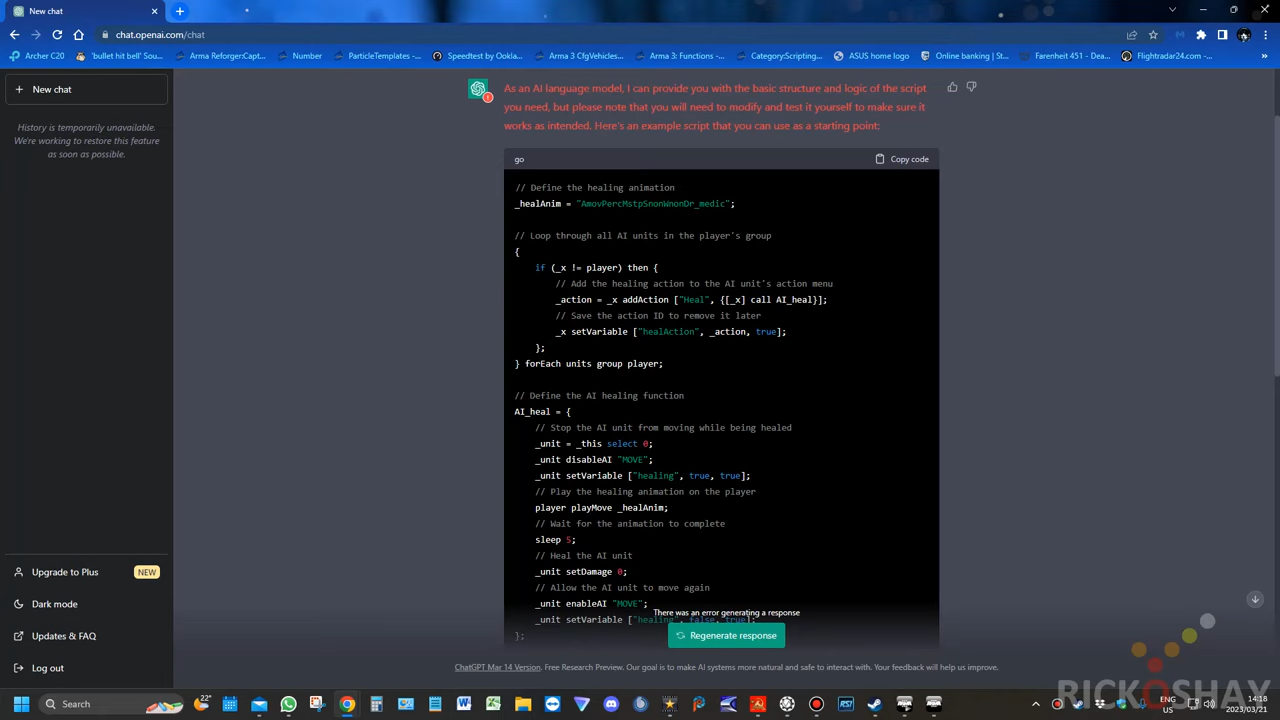 New chat
chat.openai.com/chat
Archer C20
'bullet hit bell' Sou...
Arma Reforger:Capt...
Number
ParticleTemplates -...
Speedtest by Ookla...
Arma 3 CfgVehicles...
Arma 3: Functions -...
Category:Scripting...
ASUS home logo
Online banking | St...
Farenheit 451 - Dea...
Flightradar24.com -...
»
New chat
History is temporarily unavailable.
We're working to restore this feature
as soon as possible.
As an AI language model, I can provide you with the basic structure and logic of the script
you need, but please note that you will need to modify and test it yourself to make sure it
works as intended. Here's an example script that you can use as a starting point:
go
Copy code
// Define the healing animation
_healAnim = "AmovPercMstpSnonWnonDr_medic";
// Loop through all AI units in the player's group
{
if (_x != player) then {
// Add the healing action to the AI unit's action menu
_action = _x addAction ["Heal", {[_x] call AI_heal}];
// Save the action ID to remove it later
_x setVariable ["healAction", _action, true];
};
} forEach units group player;
// Define the AI healing function
AI_heal = {
// Stop the AI unit from moving while being healed
_unit = _this select 0;
_unit disableAI "MOVE";
_unit setVariable ["healing", true, true];
// Play the healing animation on the player
player playMove _healAnim;
// Wait for the animation to complete
sleep 5;
// Heal the AI unit
_unit setDamage 0;
// Allow the AI unit to move again
_unit enableAI "MOVE";
There was an error generating a response
_unit setVariable ["healing", false, true];
};
Regenerate response
Upgrade to Plus
NEW
Dark mode
Updates & FAQ
Log out
ChatGPT Mar 14 Version. Free Research Preview. Our goal is to make AI systems more natural and safe to interact with. Your feedback will help us improve.
RICKOSHAY
Search
22°
RSI
ENG
US
14:18
2023/03/21